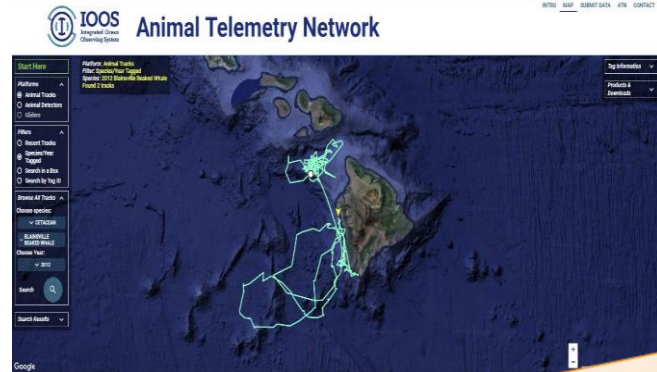 INTRO MAP SUBMIT DATA ATN CONTACT
IOOS
Integrated Ocean
Observing System
Animal Telemetry Network
Start Here
Platform: Animal Tracks
Filter: Species/Year Tagged
Species: 2012 Blainville Beaked Whale
Found 2 tracks
Tag Information
Products &
Downloads
Platforms
Animal Tracks
Animal Detectors
Gliders
Filters
Recent Tracks
Species/Year
Tagged
Search in a Box
Search by Tag ID
Browse All Tracks
Choose species:
CETACEAN
BLAINVILLE
BEAKED WHALE
Choose Year:
2012
Search
Search Results
Google
+
-